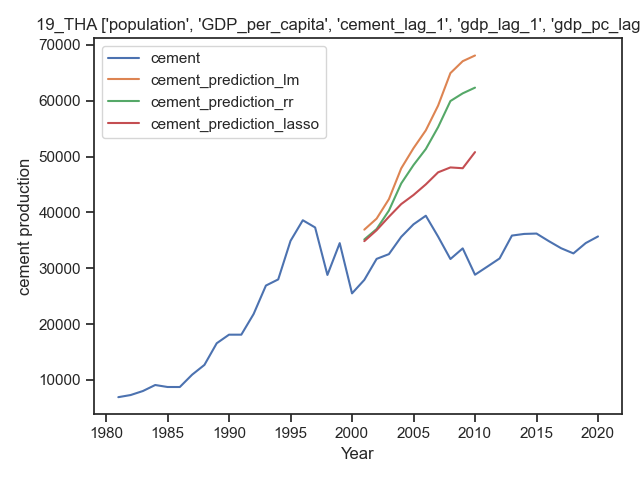 19_THA ['population', 'GDP_per_capita', 'cement_lag_1', 'gdp_lag_1', 'gdp_pc_lag
70000
60000
50000
40000
30000
20000
10000
cement production
cement
cement_prediction_lm
cement_prediction_rr
cement_prediction_lasso
1980 1985 1990 1995 2000 2005 2010 2015 2020
Year